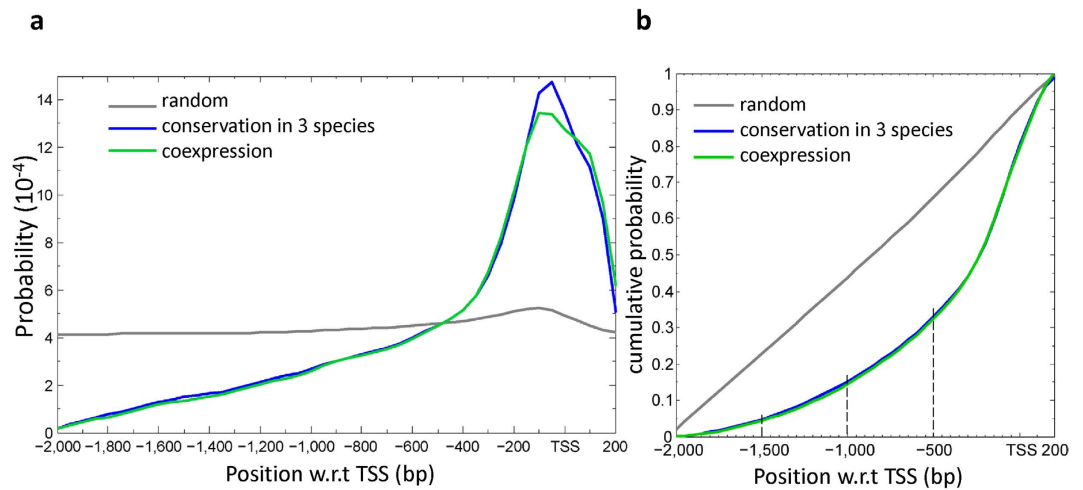 a
Probability (10⁻⁴)
14
12
10
8
6
4
2
0
random
conservation in 3 species
coexpression
−2,000 −1,800 −1,600 −1,400 −1,200 −1,000 −800 −600 −400 −200 TSS 200
Position w.r.t TSS (bp)
b
cumulative probability
1
0.9
0.8
0.7
0.6
0.5
0.4
0.3
0.2
0.1
0
random
conservation in 3 species
coexpression
−2,000 −1,500 −1,000 −500 TSS 200
Position w.r.t TSS (bp)